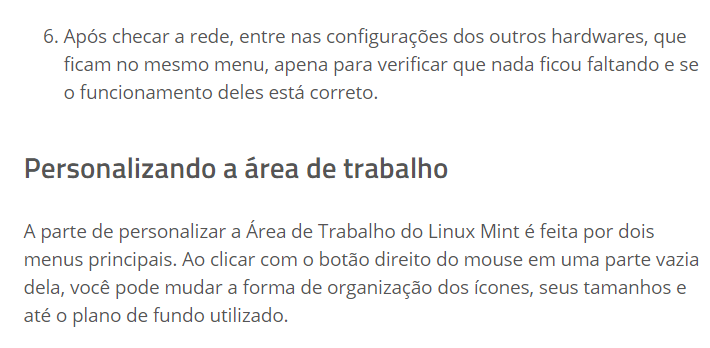 6. Após checar a rede, entre nas configurações dos outros hardwares, que
ficam no mesmo menu, apena para verificar que nada ficou faltando e se
o funcionamento deles está correto.
Personalizando a área de trabalho
A parte de personalizar a Área de Trabalho do Linux Mint é feita por dois
menus principais. Ao clicar com o botão direito do mouse em uma parte vazia
dela, você pode mudar a forma de organização dos ícones, seus tamanhos e
até o plano de fundo utilizado.